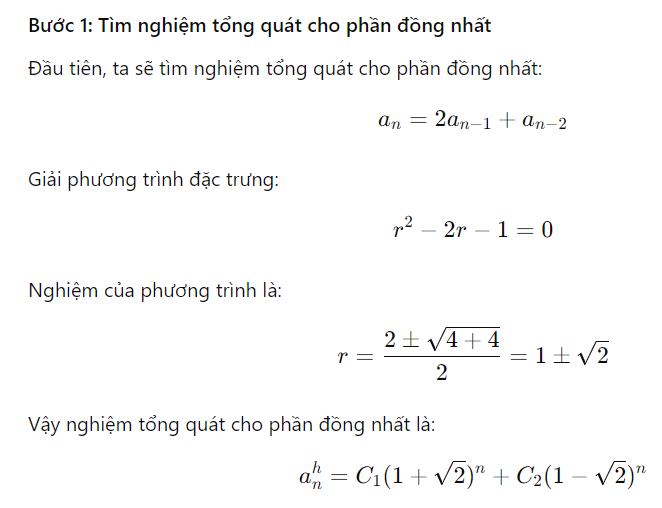 Bước 1: Tìm nghiệm tổng quát cho phần đồng nhất
Đầu tiên, ta sẽ tìm nghiệm tổng quát cho phần đồng nhất:
$a_n = 2a_{n-1} + a_{n-2}$
Giải phương trình đặc trưng:
$r^2 - 2r - 1 = 0$
Nghiệm của phương trình là:
$r = \frac{2 \pm \sqrt{4+4}}{2} = 1 \pm \sqrt{2}$
Vậy nghiệm tổng quát cho phần đồng nhất là:
$a_n^h = C_1(1 + \sqrt{2})^n + C_2(1 - \sqrt{2})^n$